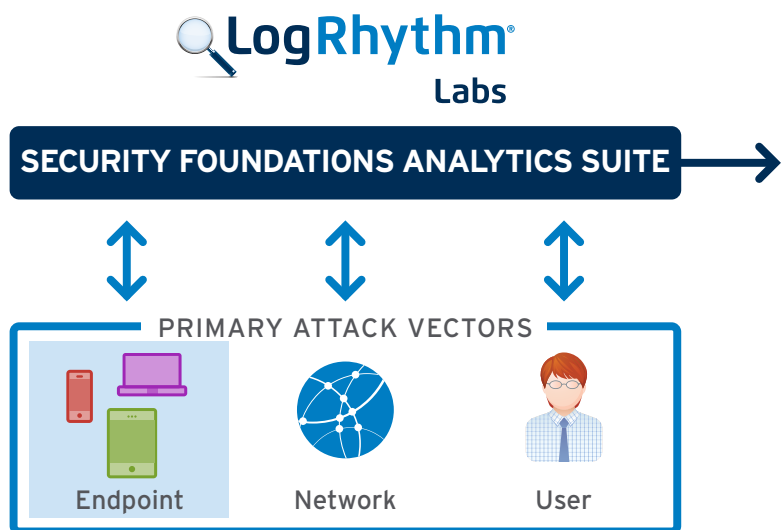 LogRhythm®
Labs
SECURITY FOUNDATIONS ANALYTICS SUITE
PRIMARY ATTACK VECTORS
Endpoint
Network
User